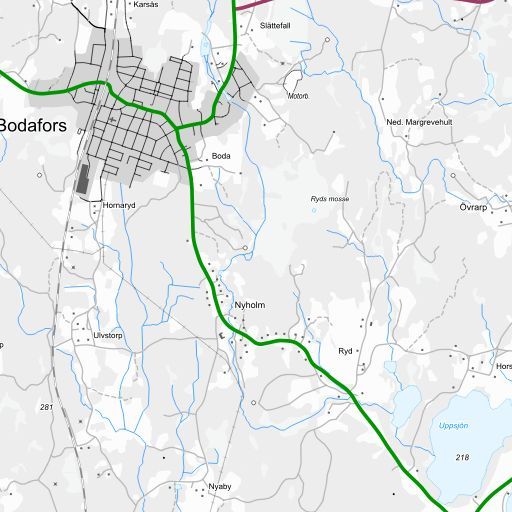 Karsås
Slättefall
Motorb.
Bodafors
Ned. Margrevehult
Boda
Ryds mosse
Hornaryd
Övrarp
Nyholm
Ulvstorp
p
Ryd
Hors
281
Uppsjön
218
Nyaby